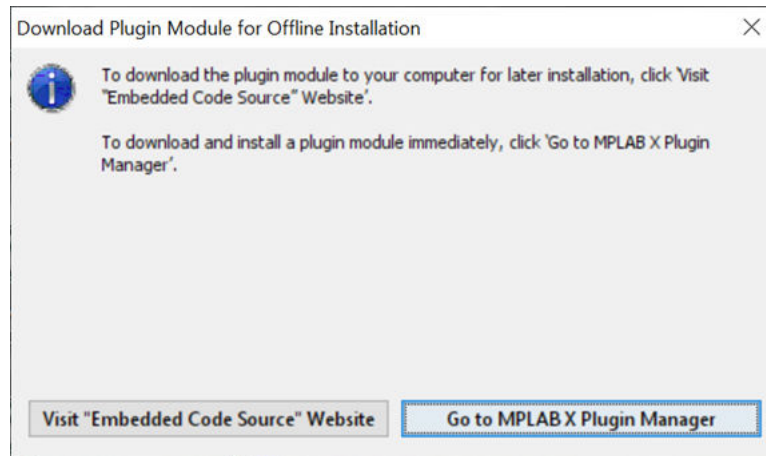 Download Plugin Module for Offline Installation
To download the plugin module to your computer for later installation, click 'Visit
"Embedded Code Source" Website'.
To download and install a plugin module immediately, click 'Go to MPLAB X Plugin
Manager'.
Visit "Embedded Code Source" Website
Go to MPLAB X Plugin Manager